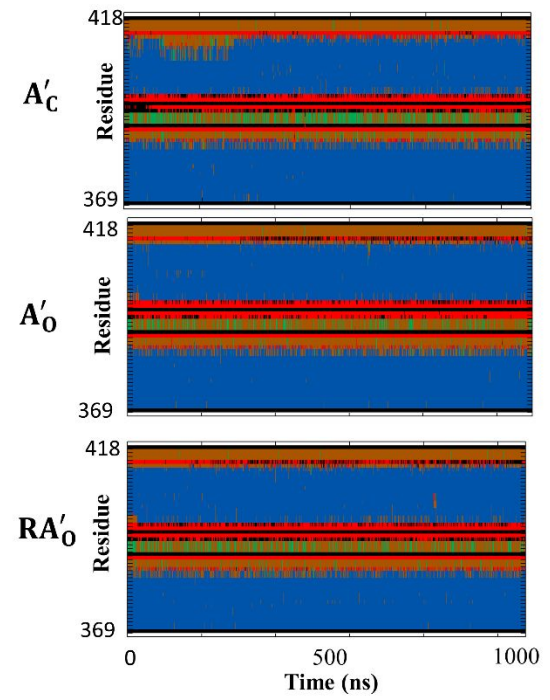 418
A′C
Residue
369
418
A′O
Residue
369
418
RA′O
Residue
369
0 500 1000
Time (ns)